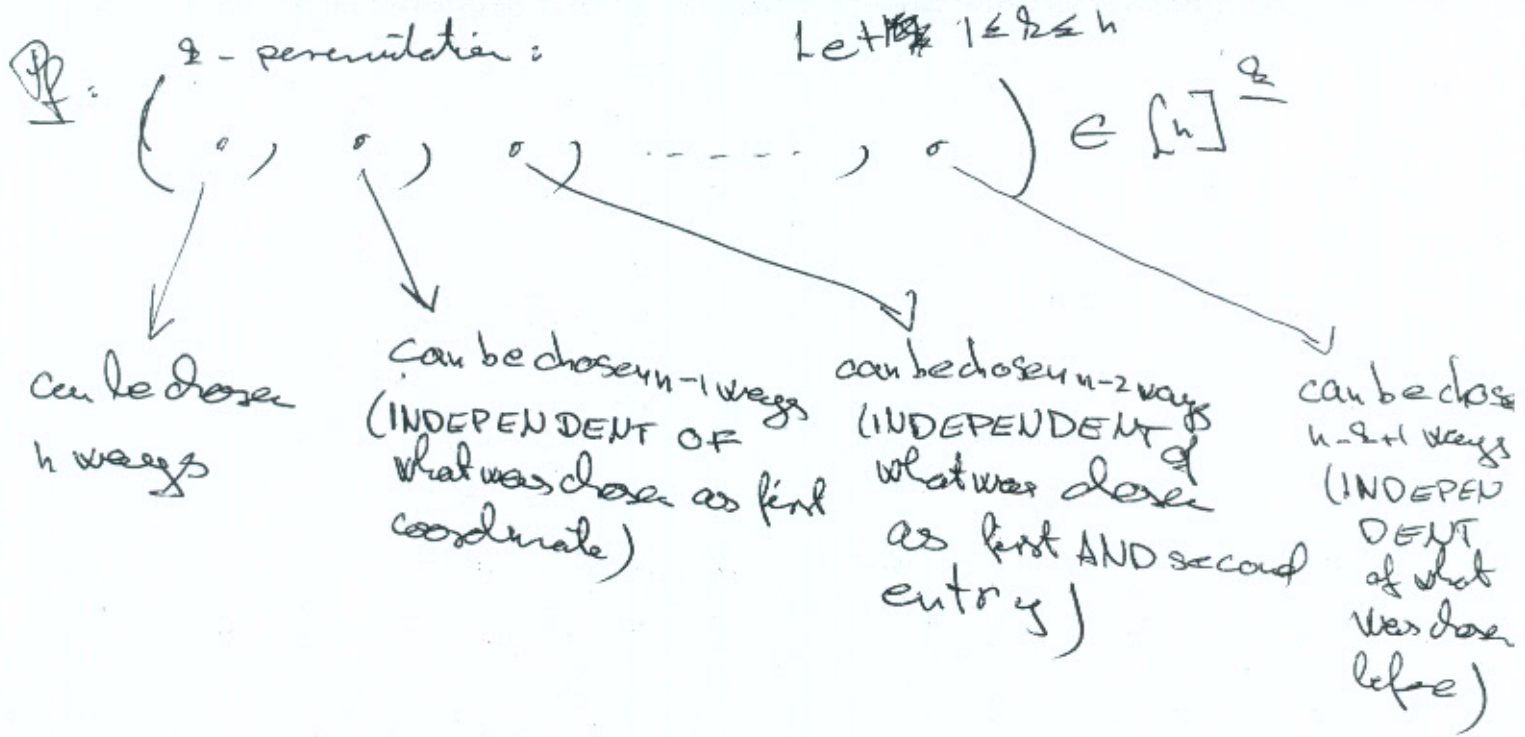 Pf: k-permutation: Let 1≤k≤n
( · , · , · , ------- , · ) ∈ [n]^k
can be chosen
n ways
can be chosen n-1 ways
(INDEPENDENT OF
what was chosen as first
coordinate)
can be chosen n-2 ways
(INDEPENDENT of
what was chosen
as first AND second
entry)
can be chose
n-k+1 ways
(INDEPEN
DENT
of what
was chosen
before)